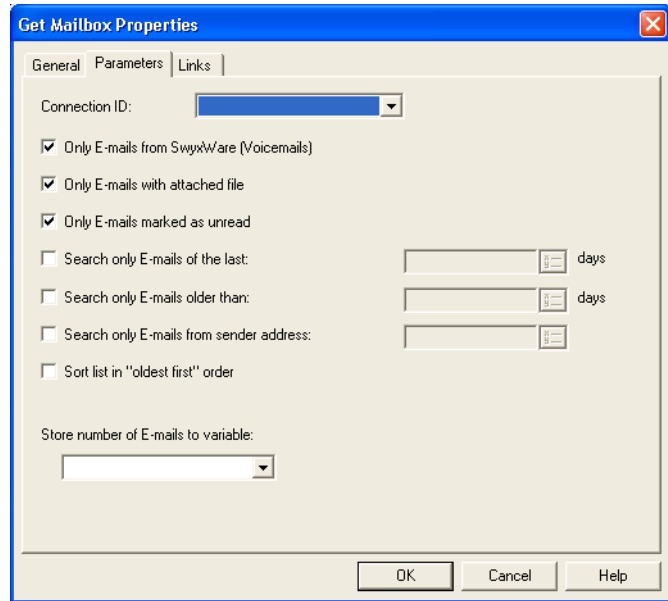 Get Mailbox Properties
General Parameters Links
Connection ID:
Only E-mails from SwyxWare (Voicemails)
Only E-mails with attached file
Only E-mails marked as unread
Search only E-mails of the last: days
Search only E-mails older than: days
Search only E-mails from sender address:
Sort list in "oldest first" order
Store number of E-mails to variable:
OK Cancel Help